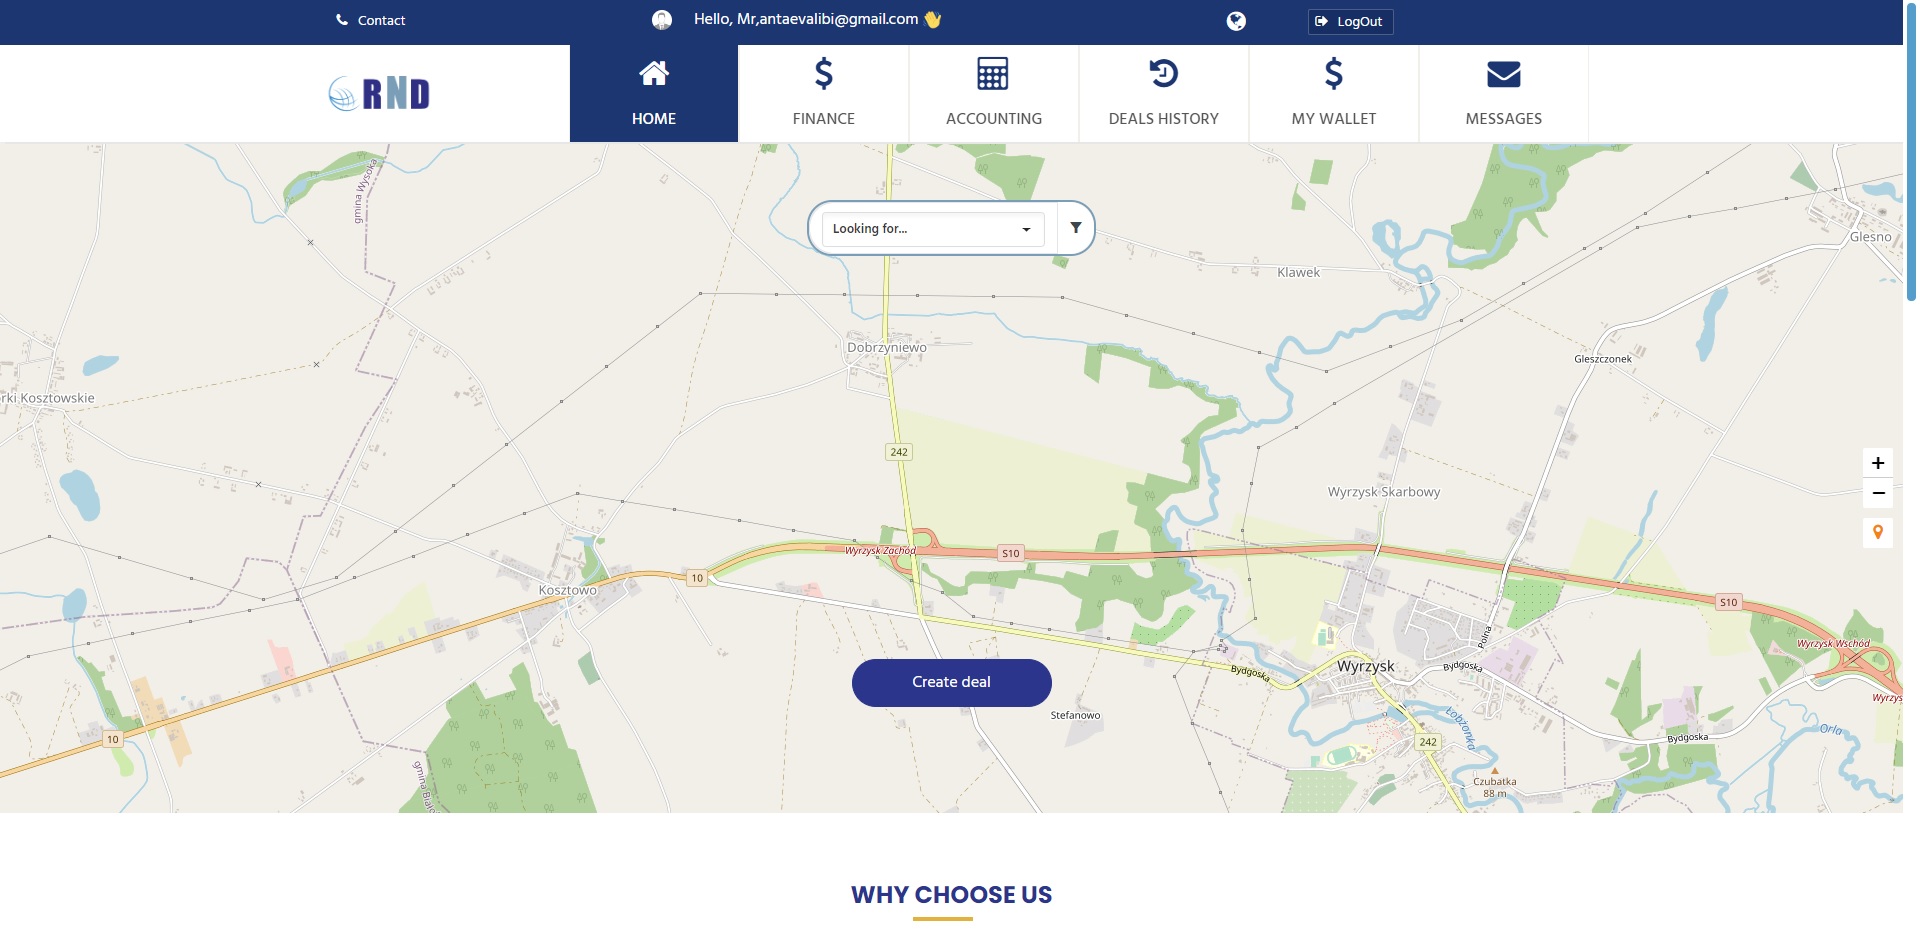 Contact
Hello, Mr,antaevalibi@gmail.com 👋
LogOut
RND
HOME
FINANCE
ACCOUNTING
DEALS HISTORY
MY WALLET
MESSAGES
gmina Wysoka
Looking for...
Glesno
Klawek
Dobrzyniewo
Gleszczonek
rki Kosztowskie
242
Wyrzysk Skarbowy
Wyrzysk Zachód
S10
10
Kosztowo
S10
Polna
Wyrzysk Wschód
Wyrzysk
Bydgoska
Bydgoska
Create deal
Wyrzys
Stefanowo
Łobżonka
Orla
10
242
Bydgoska
gmina Biało
Czubatka
88 m
+
−
WHY CHOOSE US